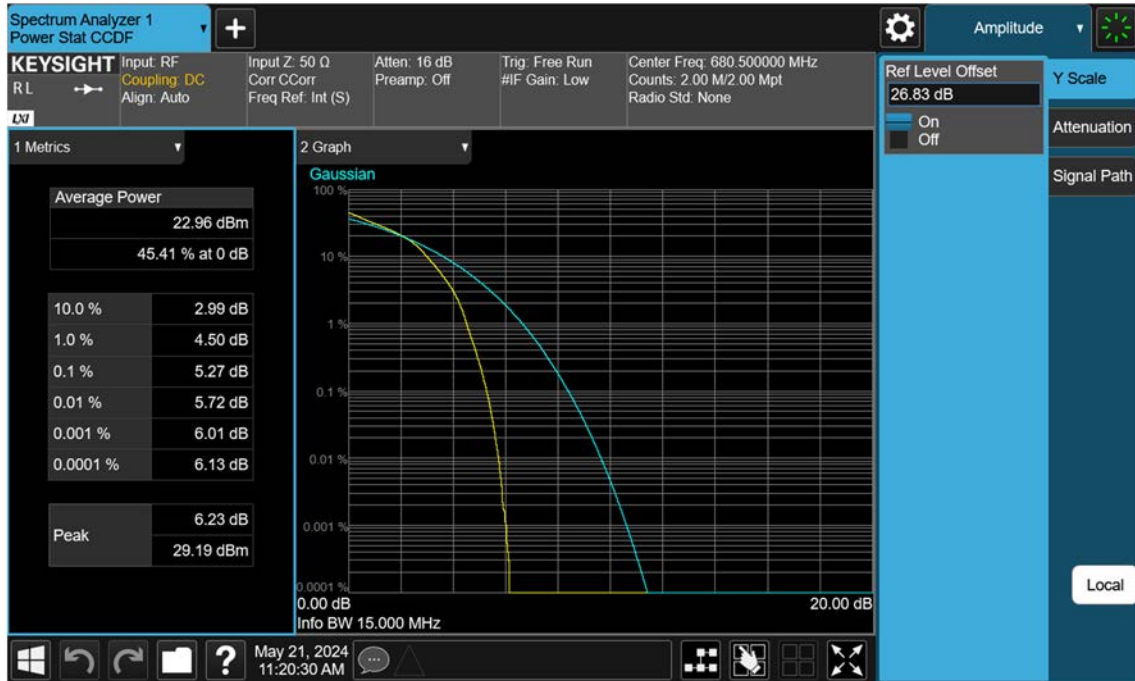 Spectrum Analyzer 1
Power Stat CCDF
+
Amplitude
KEYSIGHT
R L
LXI
Input: RF
Coupling: DC
Align: Auto
Input Z: 50 Ω
Corr CCorr
Freq Ref: Int (S)
Atten: 16 dB
Preamp: Off
Trig: Free Run
#IF Gain: Low
Center Freq: 680.500000 MHz
Counts: 2.00 M/2.00 Mpt
Radio Std: None
Ref Level Offset
26.83 dB
On
Off
Y Scale
Attenuation
Signal Path
1 Metrics
Average Power
22.96 dBm
45.41 % at 0 dB
10.0 % 2.99 dB
1.0 % 4.50 dB
0.1 % 5.27 dB
0.01 % 5.72 dB
0.001 % 6.01 dB
0.0001 % 6.13 dB
Peak
6.23 dB
29.19 dBm
2 Graph
Gaussian
100 %
10 %
1 %
0.1 %
0.01 %
0.001 %
0.0001 %
0.00 dB 20.00 dB
Info BW 15.000 MHz
Local
?
May 21, 2024
11:20:30 AM